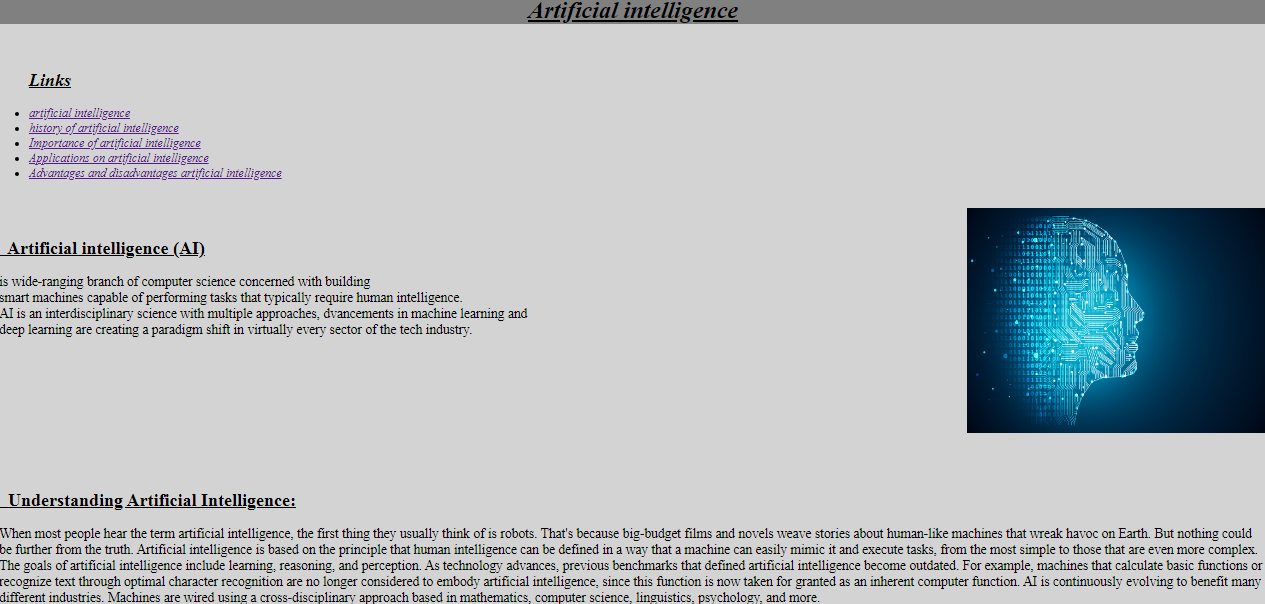 Artificial intelligence
Links
artificial intelligence
history of artificial intelligence
Importance of artificial intelligence
Applications on artificial intelligence
Advantages and disadvantages artificial intelligence
Artificial intelligence (AI)
is wide-ranging branch of computer science concerned with building
smart machines capable of performing tasks that typically require human intelligence.
AI is an interdisciplinary science with multiple approaches, dvancements in machine learning and
deep learning are creating a paradigm shift in virtually every sector of the tech industry.
Understanding Artificial Intelligence:
When most people hear the term artificial intelligence, the first thing they usually think of is robots. That's because big-budget films and novels weave stories about human-like machines that wreak havoc on Earth. But nothing could
be further from the truth. Artificial intelligence is based on the principle that human intelligence can be defined in a way that a machine can easily mimic it and execute tasks, from the most simple to those that are even more complex.
The goals of artificial intelligence include learning, reasoning, and perception. As technology advances, previous benchmarks that defined artificial intelligence become outdated. For example, machines that calculate basic functions or
recognize text through optimal character recognition are no longer considered to embody artificial intelligence, since this function is now taken for granted as an inherent computer function. AI is continuously evolving to benefit many
different industries. Machines are wired using a cross-disciplinary approach based in mathematics, computer science, linguistics, psychology, and more.